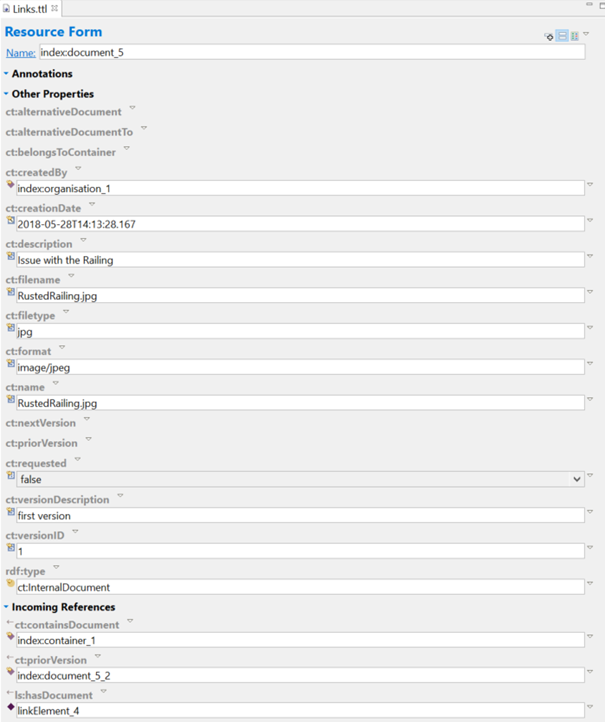 Links.ttl
Resource Form
Name: index:document_5
Annotations
Other Properties
ct:alternativeDocument
ct:alternativeDocumentTo
ct:belongsToContainer
ct:createdBy
index:organisation_1
ct:creationDate
2018-05-28T14:13:28.167
ct:description
Issue with the Railing
ct:filename
RustedRailing.jpg
ct:filetype
jpg
ct:format
image/jpeg
ct:name
RustedRailing.jpg
ct:nextVersion
ct:priorVersion
ct:requested
false
ct:versionDescription
first version
ct:versionID
1
rdf:type
ct:InternalDocument
Incoming References
ct:containsDocument
index:container_1
ct:priorVersion
index:document_5_2
ls:hasDocument
linkElement_4